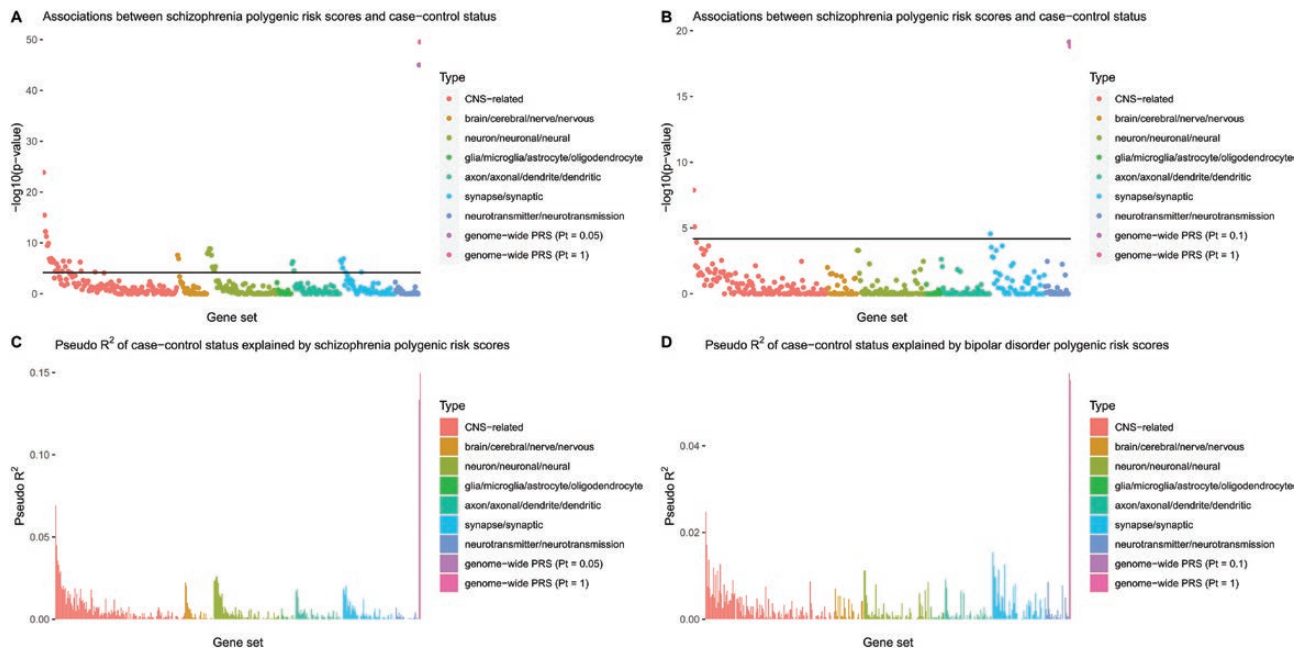 A Associations between schizophrenia polygenic risk scores and case−control status
50
40
30
20
10
0
−log10(p−value)
Gene set
Type
CNS−related
brain/cerebral/nerve/nervous
neuron/neuronal/neural
glia/microglia/astrocyte/oligodendrocyte
axon/axonal/dendrite/dendritic
synapse/synaptic
neurotransmitter/neurotransmission
genome−wide PRS (Pt = 0.05)
genome−wide PRS (Pt = 1)
B Associations between schizophrenia polygenic risk scores and case−control status
20
15
10
5
0
−log10(p−value)
Gene set
Type
CNS−related
brain/cerebral/nerve/nervous
neuron/neuronal/neural
glia/microglia/astrocyte/oligodendrocyte
axon/axonal/dendrite/dendritic
synapse/synaptic
neurotransmitter/neurotransmission
genome−wide PRS (Pt = 0.1)
genome−wide PRS (Pt = 1)
C Pseudo R² of case−control status explained by schizophrenia polygenic risk scores
0.15
0.10
0.05
0.00
Pseudo R²
Gene set
Type
CNS−related
brain/cerebral/nerve/nervous
neuron/neuronal/neural
glia/microglia/astrocyte/oligodendrocyte
axon/axonal/dendrite/dendritic
synapse/synaptic
neurotransmitter/neurotransmission
genome−wide PRS (Pt = 0.05)
genome−wide PRS (Pt = 1)
D Pseudo R² of case−control status explained by bipolar disorder polygenic risk scores
0.04
0.02
0.00
Pseudo R²
Gene set
Type
CNS−related
brain/cerebral/nerve/nervous
neuron/neuronal/neural
glia/microglia/astrocyte/oligodendrocyte
axon/axonal/dendrite/dendritic
synapse/synaptic
neurotransmitter/neurotransmission
genome−wide PRS (Pt = 0.1)
genome−wide PRS (Pt = 1)